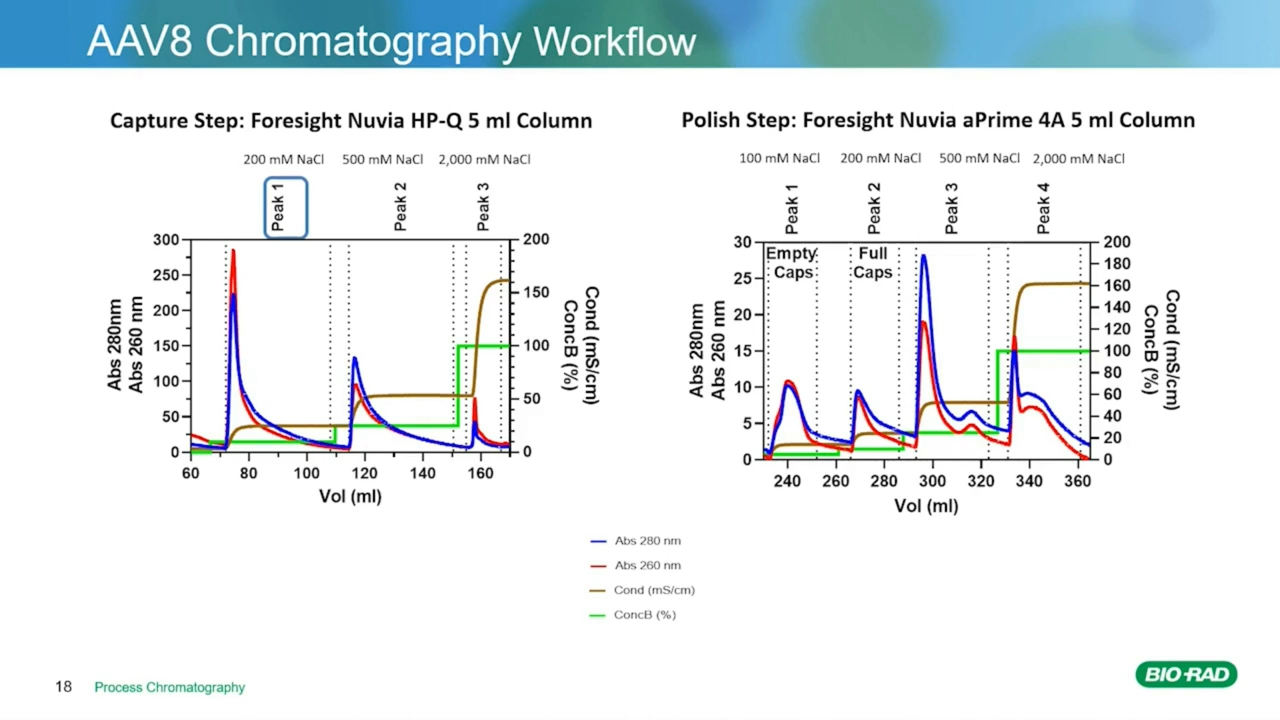 AAV8 Chromatography Workflow
Capture Step: Foresight Nuvia HP-Q 5 ml Column
200 mM NaCl 500 mM NaCl 2,000 mM NaCl
Peak 1 Peak 2 Peak 3
300 250 200 150 100 50 0
Abs 280nm
Abs 260 nm
60 80 100 120 140 160
Vol (ml)
200 150 100 50 0
Cond (mS/cm)
ConcB (%)
Polish Step: Foresight Nuvia aPrime 4A 5 ml Column
100 mM NaCl 200 mM NaCl 500 mM NaCl 2,000 mM NaCl
Peak 1 Peak 2 Peak 3 Peak 4
Empty Full
Caps Caps
30 25 20 15 10 5 0
Abs 280nm
Abs 260 nm
240 260 280 300 320 340 360
Vol (ml)
200 180 160 140 120 100 80 60 40 20 0
Cond (mS/cm)
ConcB (%)
Abs 280 nm
Abs 260 nm
Cond (mS/cm)
ConcB (%)
18 Process Chromatography
BIO-RAD